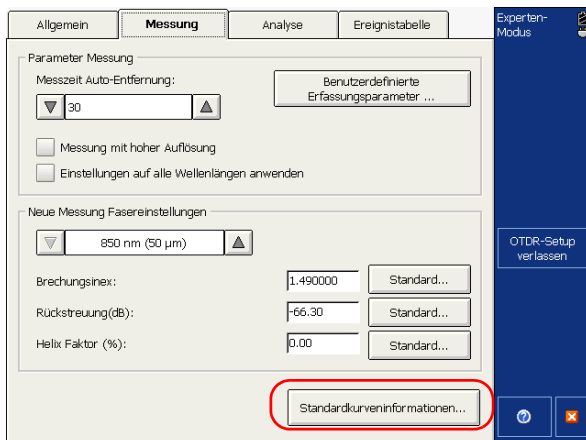 Allgemein
Messung
Analyse
Ereignistabelle
Experten-
Modus
Parameter Messung
Messzeit Auto-Entfernung:
30
Benutzerdefinierte
Erfassungsparameter ...
Messung mit hoher Auflösung
Einstellungen auf alle Wellenlängen anwenden
Neue Messung Fasereinstellungen
850 nm (50 µm)
OTDR-Setup
verlassen
Brechungsinex:
1.490000
Standard...
Rückstreuung(dB):
-66.30
Standard...
Helix Faktor (%):
0.00
Standard...
Standardkurveninformationen...
?